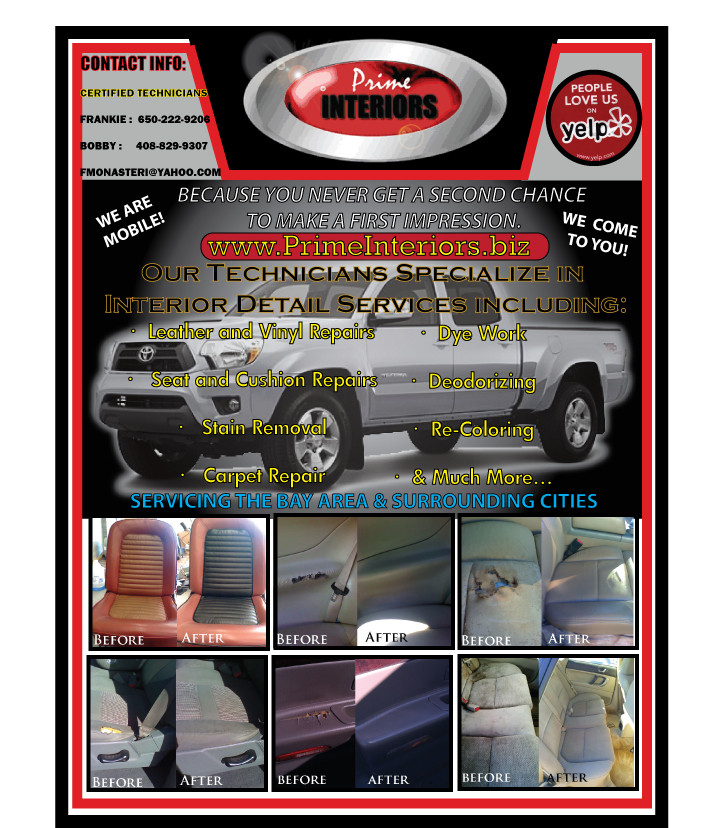 CONTACT INFO:
CERTIFIED TECHNICIANS
FRANKIE : 650-222-9206
BOBBY : 408-829-9307
FMONASTERI@YAHOO.COM
Prime
INTERIORS
PEOPLE
LOVE US
ON
yelp
www.yelp.com
WE ARE
MOBILE!
BECAUSE YOU NEVER GET A SECOND CHANCE
TO MAKE A FIRST IMPRESSION.
WE COME
TO YOU!
www.PrimeInteriors.biz
OUR TECHNICIANS SPECIALIZE IN
INTERIOR DETAIL SERVICES INCLUDING:
· Leather and Vinyl Repairs
· Dye Work
· Seat and Cushion Repairs
· Deodorizing
· Stain Removal
· Re-Coloring
· Carpet Repair
· & Much More...
SERVICING THE BAY AREA & SURROUNDING CITIES
BEFORE
AFTER
BEFORE
AFTER
BEFORE
AFTER
BEFORE
AFTER
BEFORE
AFTER
BEFORE
AFTER